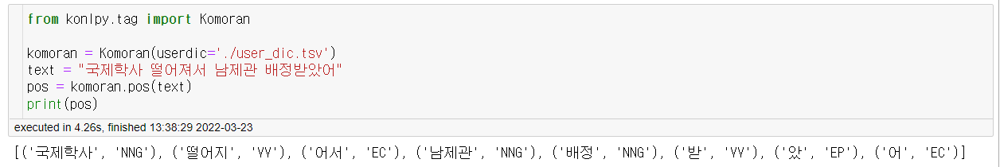 from konlpy.tag import Komoran
komoran = Komoran(userdic='./user_dic.tsv')
text = "국제학사 떨어져서 남제관 배정받았어"
pos = komoran.pos(text)
print(pos)
executed in 4.26s, finished 13:38:29 2022-03-23
[('국제학사', 'NNG'), ('떨어지', 'VV'), ('어서', 'EC'), ('남제관', 'NNG'), ('배정', 'NNG'), ('받', 'VV'), ('았', 'EP'), ('어', 'EC')]